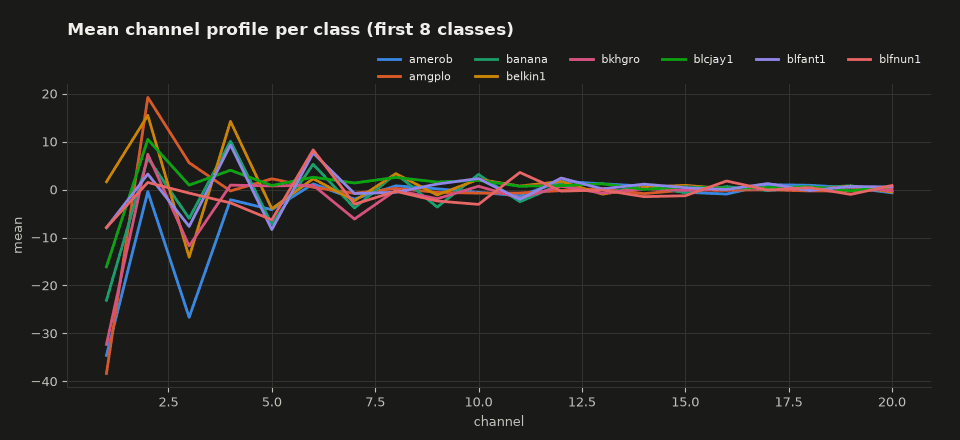 Mean channel profile per class (first 8 classes)
amerob banana bkhgro blcjay1 blfant1 blfnun1
amgplo belkin1
20
10
0
−10
−20
−30
−40
mean
2.5 5.0 7.5 10.0 12.5 15.0 17.5 20.0
channel